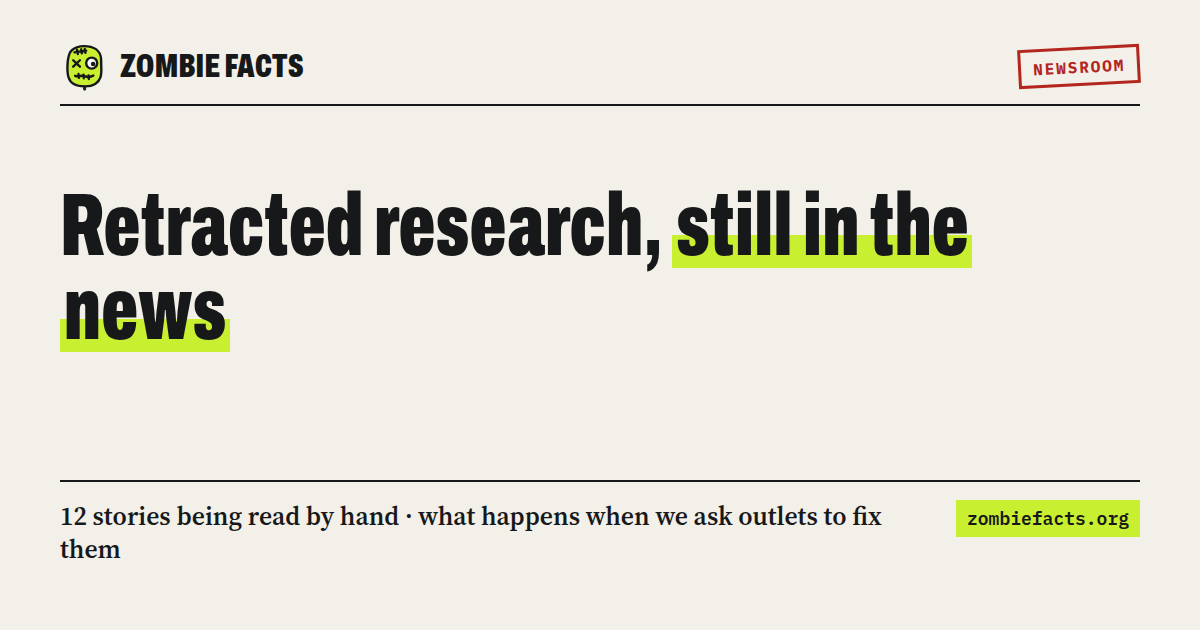 ZOMBIE FACTS
NEWSROOM
Retracted research, still in the
news
12 stories being read by hand · what happens when we ask outlets to fix
them
zombiefacts.org